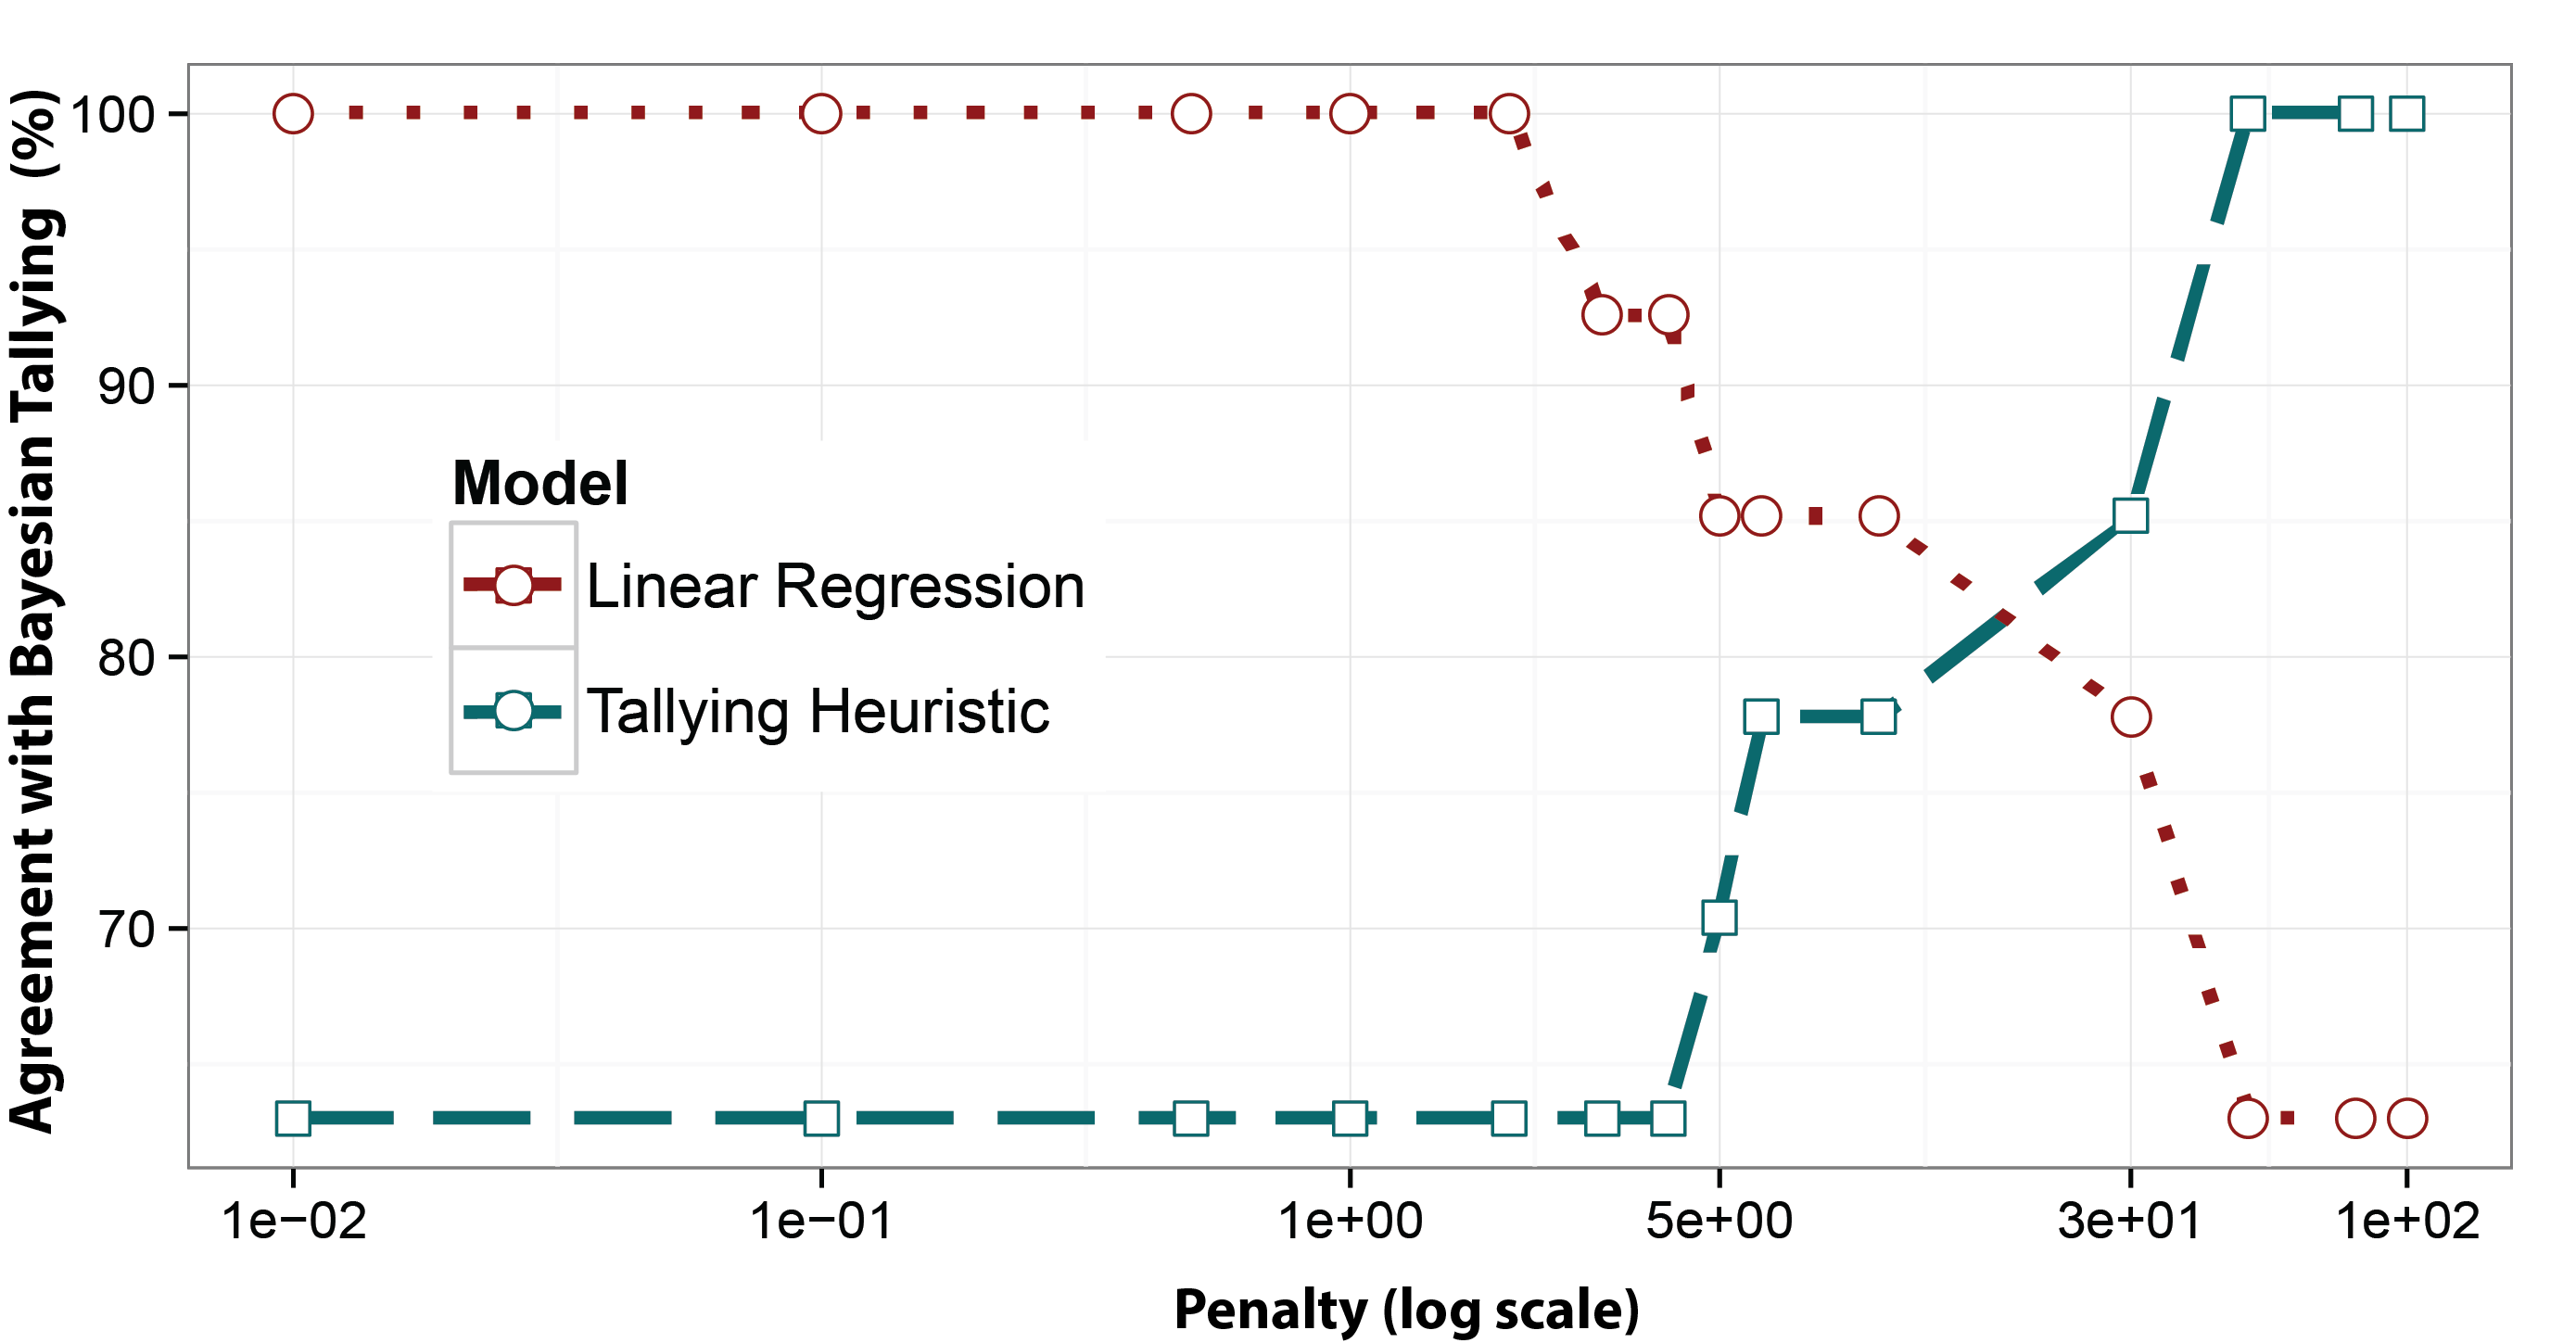 Agreement with Bayesian Tallying (%)
100
90
80
70
Model
Linear Regression
Tallying Heuristic
1e−02 1e−01 1e+00 5e+00 3e+01 1e+02
Penalty (log scale)